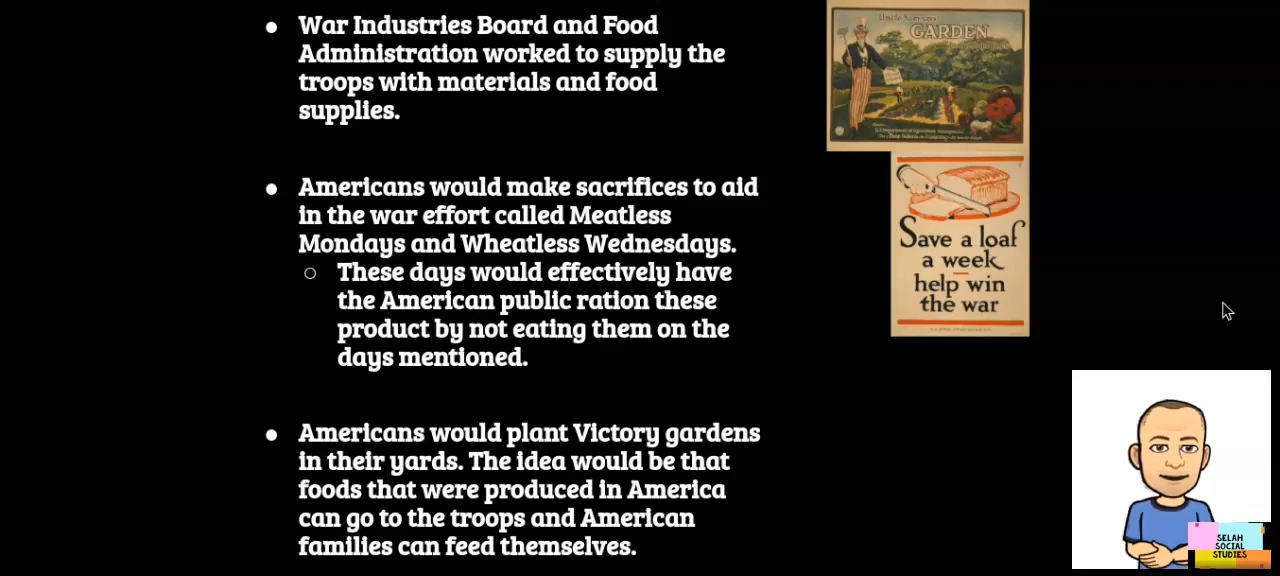 War Industries Board and Food
Administration worked to supply the
troops with materials and food
supplies.
Americans would make sacrifices to aid
in the war effort called Meatless
Mondays and Wheatless Wednesdays.
These days would effectively have
the American public ration these
product by not eating them on the
days mentioned.
Americans would plant Victory gardens
in their yards. The idea would be that
foods that were produced in America
can go to the troops and American
families can feed themselves.
Uncle Sam says
GARDEN
Save a loaf
a week
help win
the war
SELAH
SOCIAL
STUDIES